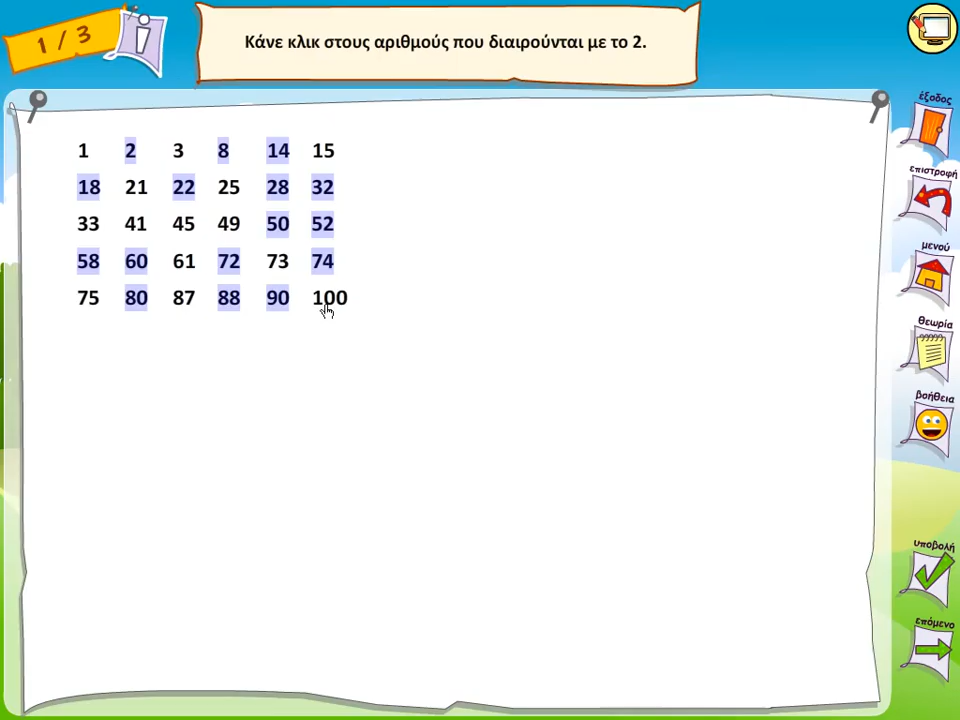 1 / 3
Κάνε κλικ στους αριθμούς που διαιρούνται με το 2.
έξοδος
επιστροφή
μενού
θεωρία
βοήθεια
υποβολή
επόμενο
1 2 3 8 14 15
18 21 22 25 28 32
33 41 45 49 50 52
58 60 61 72 73 74
75 80 87 88 90 100